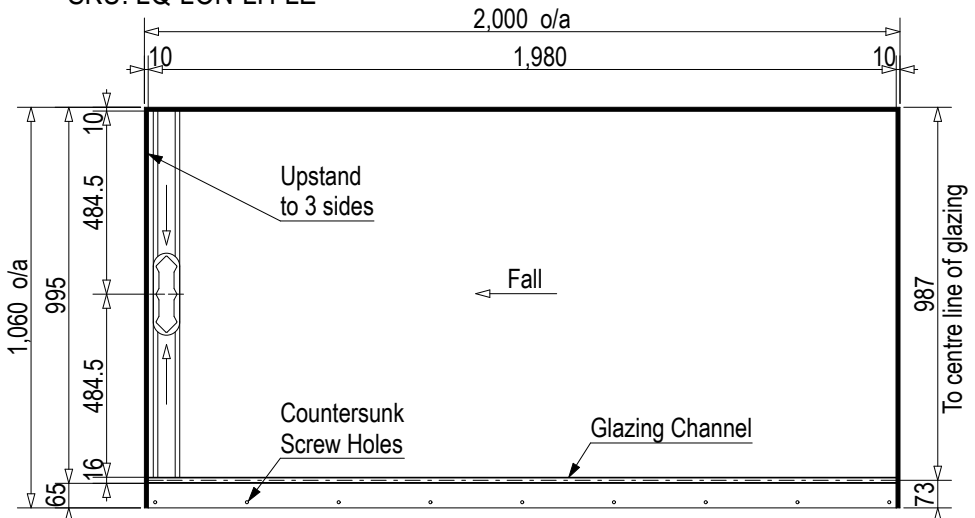 2,000 o/a
10
1,980
10
10
484.5
Upstand
to 3 sides
1,060 o/a
995
Fall
987
To centre line of glazing
484.5
Countersunk
Screw Holes
Glazing Channel
16
65
73